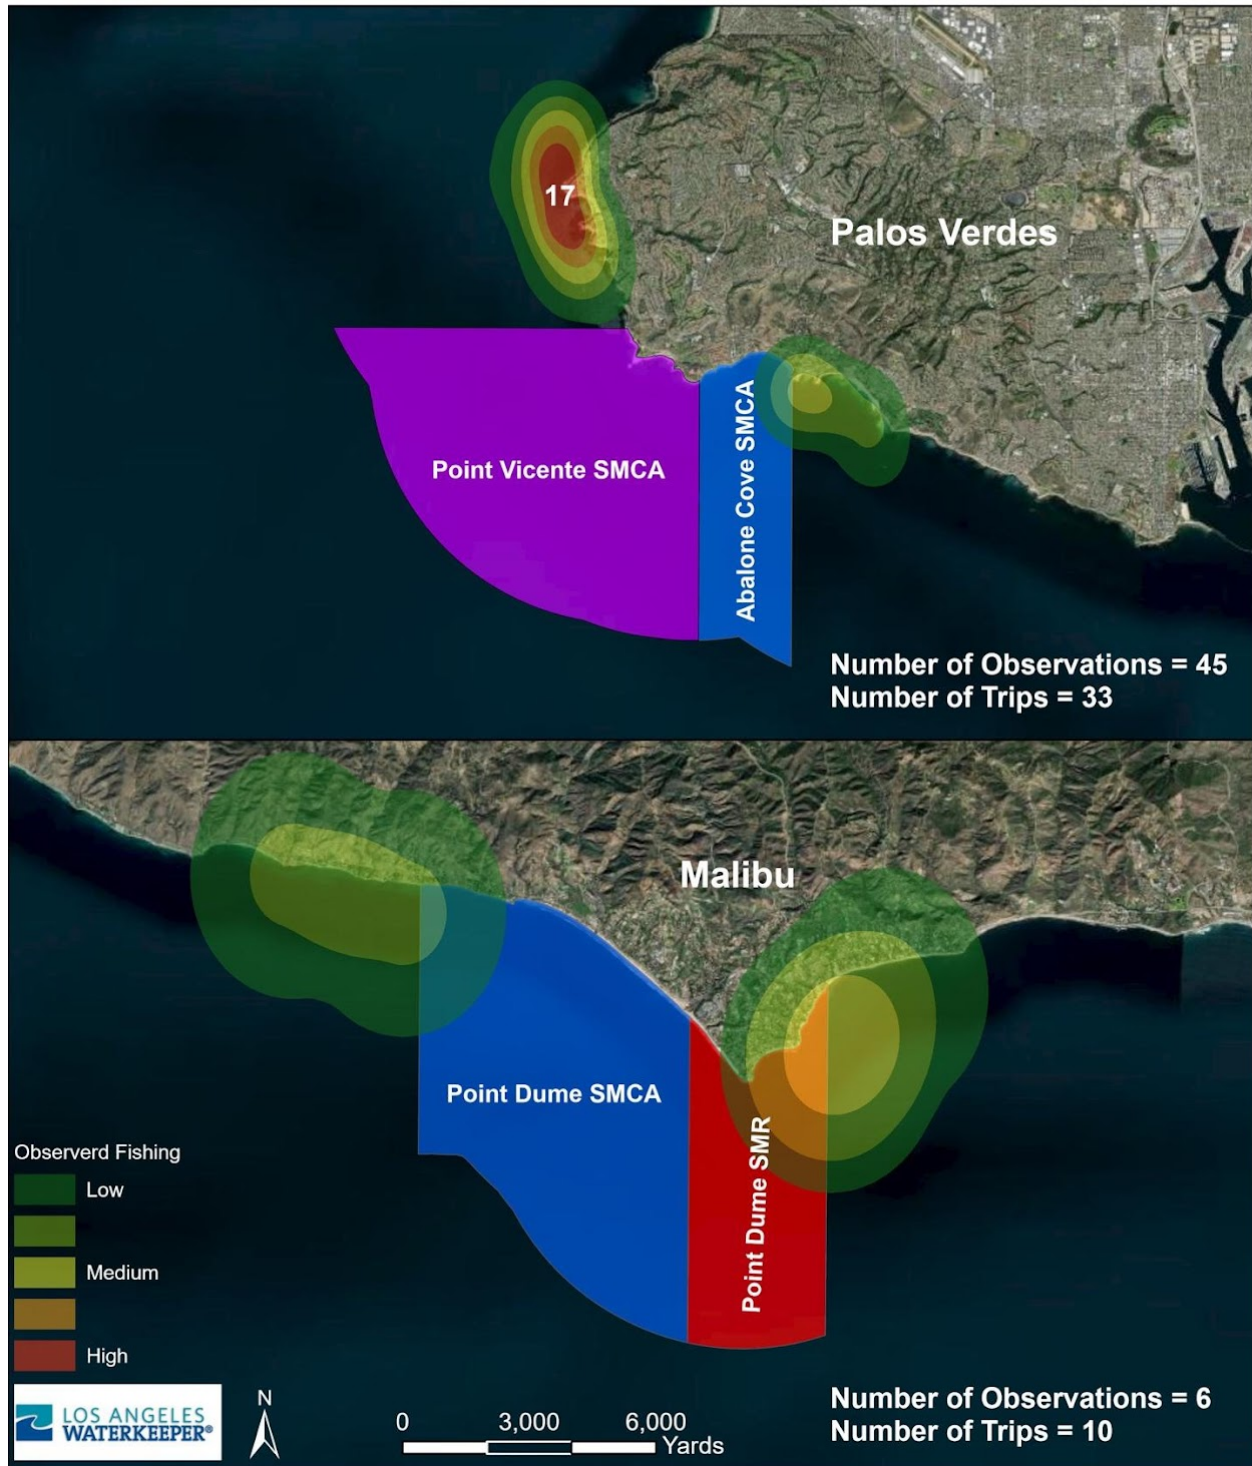 17
Palos Verdes
Point Vicente SMCA
Abalone Cove SMCA
Number of Observations = 45
Number of Trips = 33
Malibu
Point Dume SMCA
Point Dume SMR
Observerd Fishing
Low
Medium
High
LOS ANGELES
WATERKEEPER®
N
0 3,000 6,000
Yards
Number of Observations = 6
Number of Trips = 10